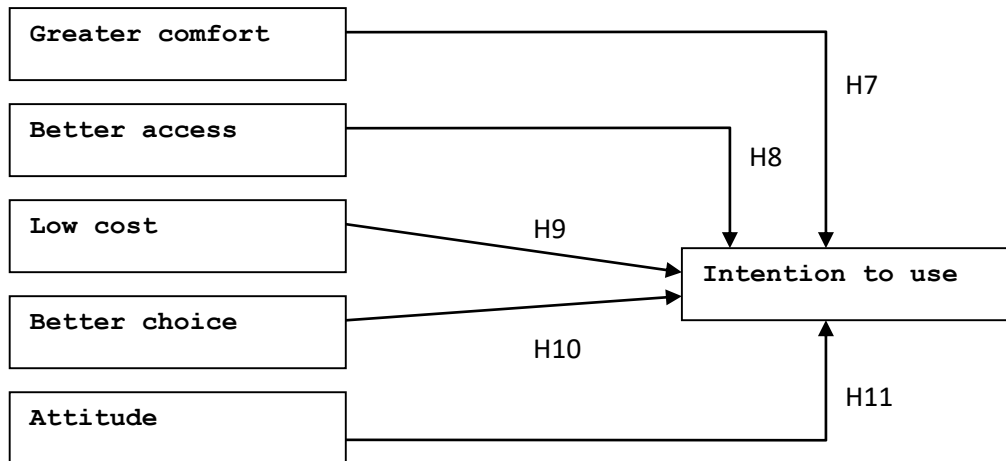 Greater comfort
H7
Better access
H8
Low cost
H9
Intention to use
Better choice
H10
Attitude
H11